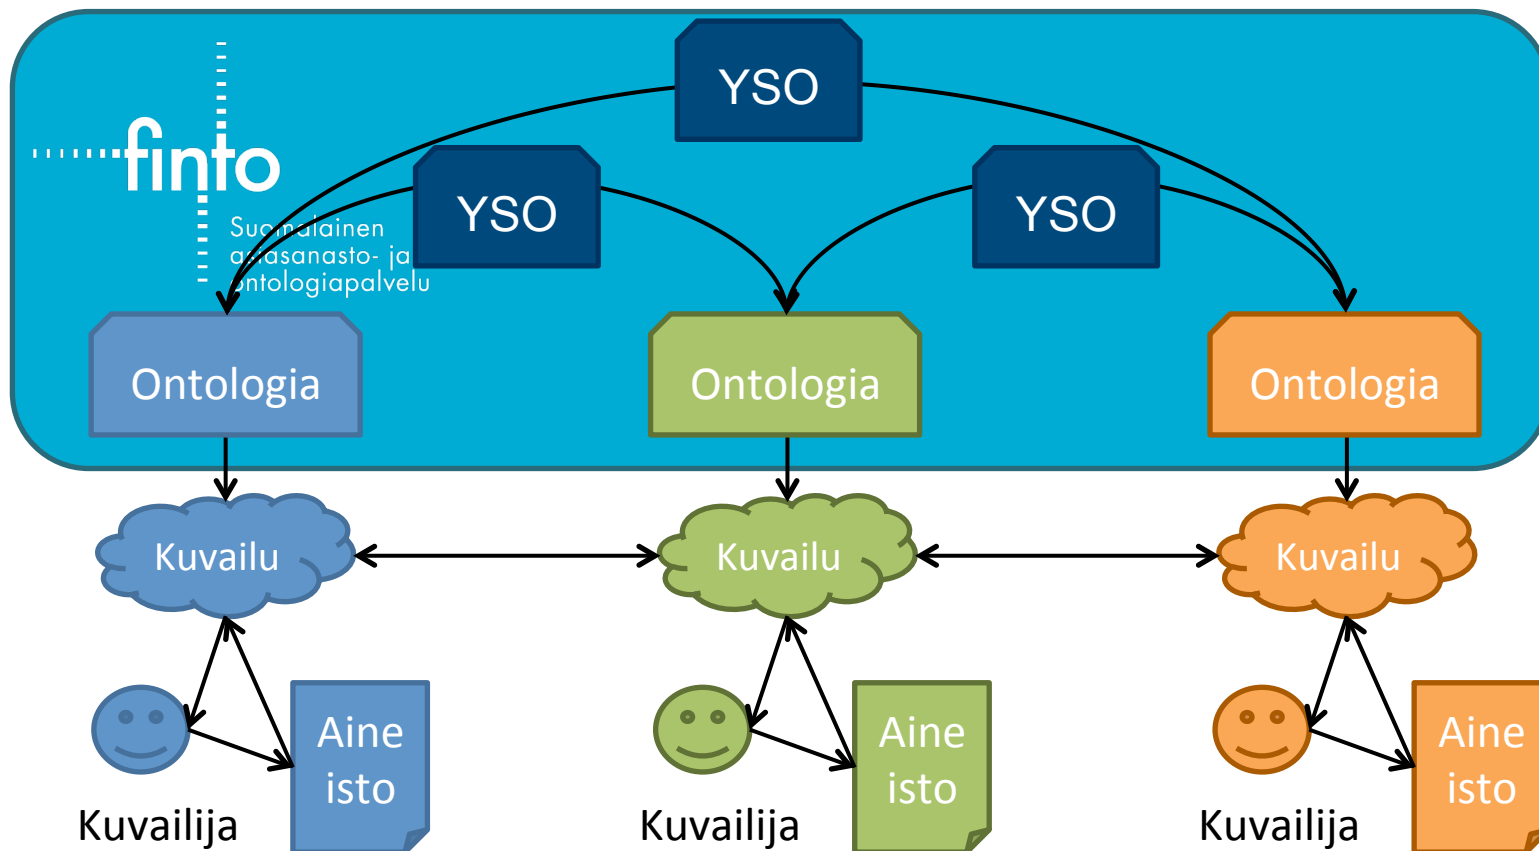 YSO
finto
YSO
YSO
Suomalainen
asiasanasto- ja
ontologiapalvelu
Ontologia
Ontologia
Ontologia
Kuvailu
Kuvailu
Kuvailu
Aine
isto
Aine
isto
Aine
isto
Kuvailija
Kuvailija
Kuvailija